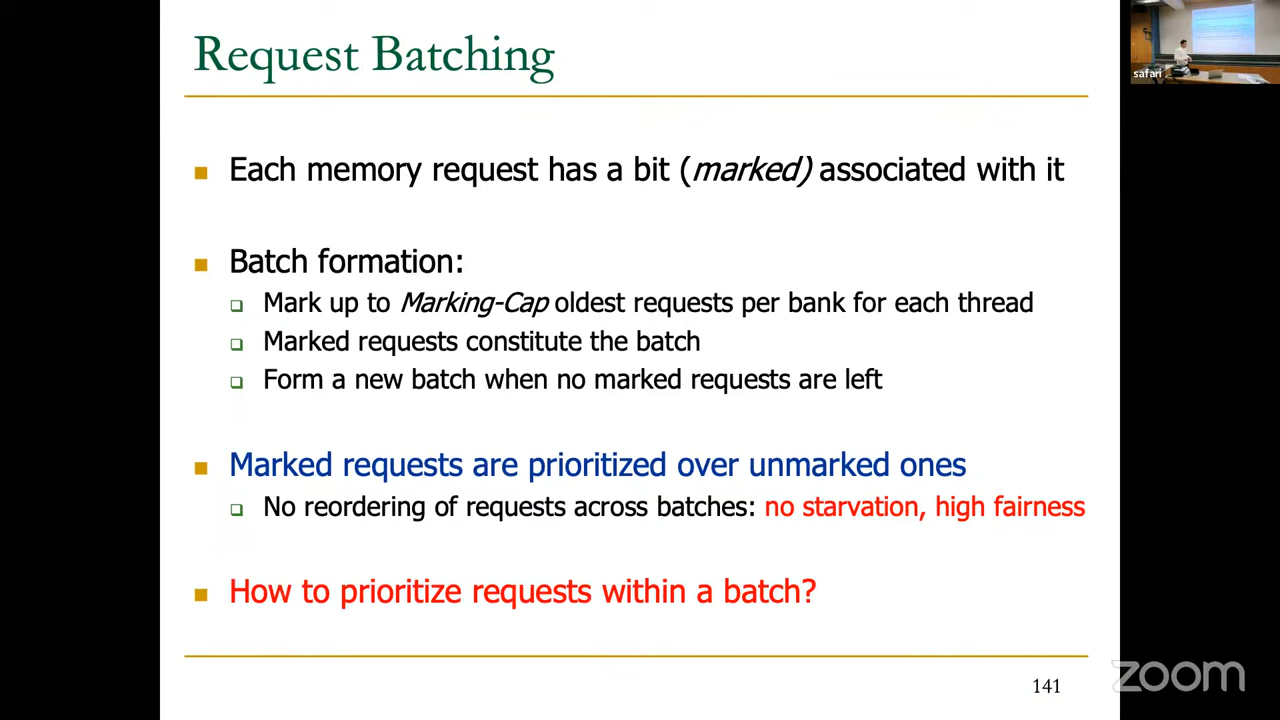 Request Batching
safari
Each memory request has a bit (marked) associated with it
Batch formation:
Mark up to Marking-Cap oldest requests per bank for each thread
Marked requests constitute the batch
Form a new batch when no marked requests are left
Marked requests are prioritized over unmarked ones
No reordering of requests across batches: no starvation, high fairness
How to prioritize requests within a batch?
141
zoom